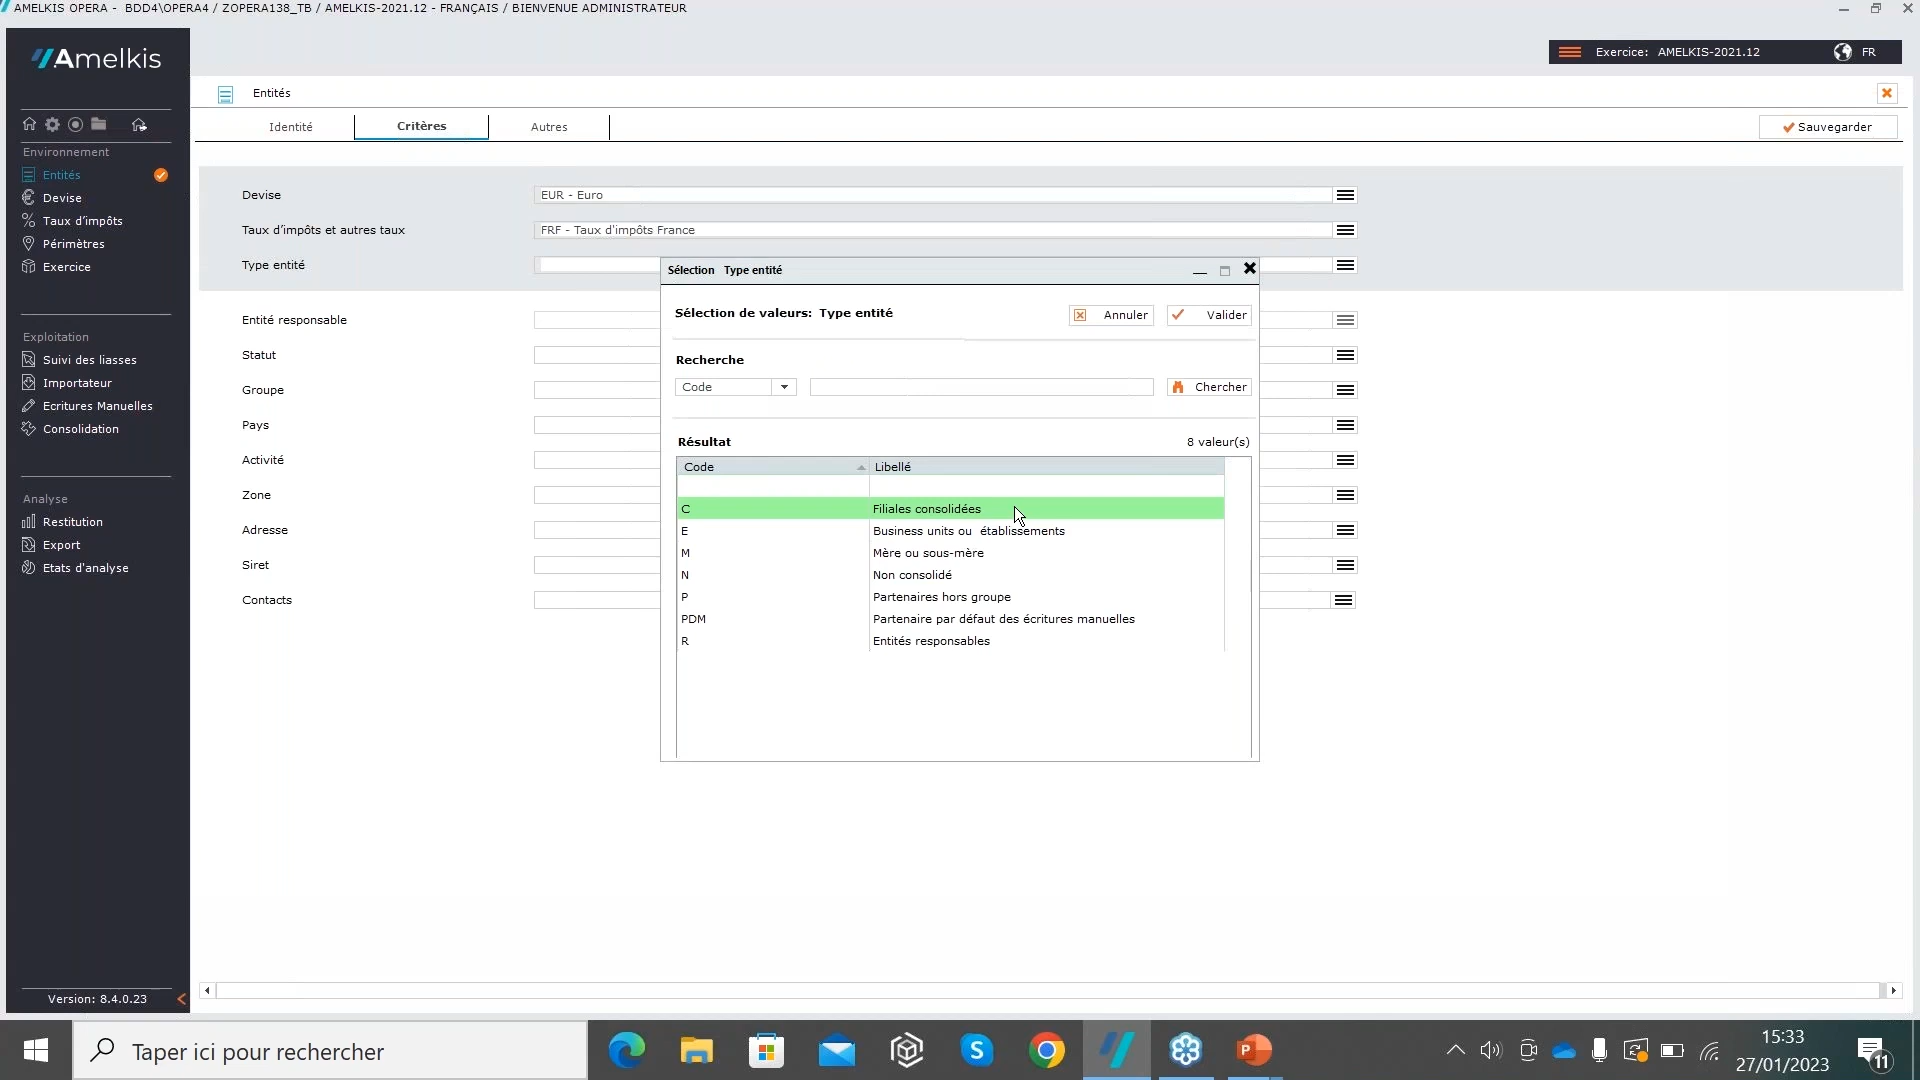 AMELKIS OPERA - BDD4\OPERA4 / ZOPERA138_TB / AMELKIS-2021.12 - FRANÇAIS / BIENVENUE ADMINISTRATEUR
Amelkis
Exercice: AMELKIS-2021.12
FR
Entités
Identité
Critères
Autres
Sauvegarder
Environnement
Entités
Devise
Taux d'impôts
Périmètres
Exercice
Exploitation
Suivi des liasses
Importateur
Ecritures Manuelles
Consolidation
Analyse
Restitution
Export
Etats d'analyse
Version: 8.4.0.23
Devise
EUR - Euro
Taux d'impôts et autres taux
FRF - Taux d'impôts France
Type entité
Entité responsable
Statut
Groupe
Pays
Activité
Zone
Adresse
Siret
Contacts
Sélection Type entité
Sélection de valeurs: Type entité
Annuler
Valider
Recherche
Code
Chercher
Résultat
8 valeur(s)
Code Libellé
C Filiales consolidées
E Business units ou établissements
M Mère ou sous-mère
N Non consolidé
P Partenaires hors groupe
PDM Partenaire par défaut des écritures manuelles
R Entités responsables
Taper ici pour rechercher
15:33
27/01/2023
11